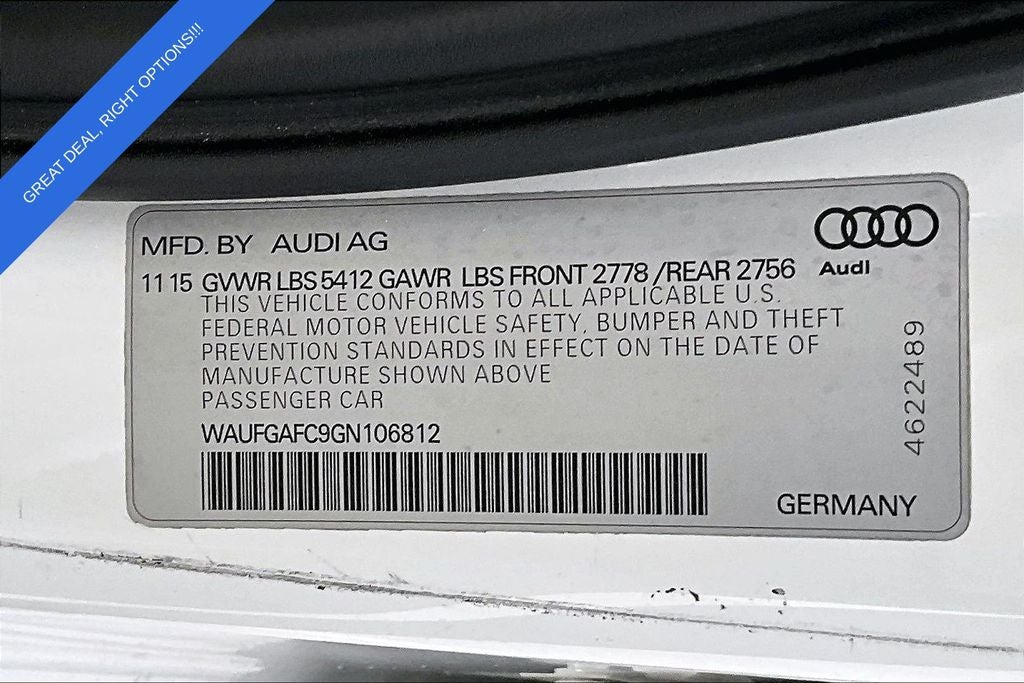 GREAT DEAL, RIGHT OPTIONS!!!
MFD. BY AUDI AG
Audi
11 15 GVWR LBS 5412 GAWR LBS FRONT 2778 /REAR 2756
THIS VEHICLE CONFORMS TO ALL APPLICABLE U.S.
FEDERAL MOTOR VEHICLE SAFETY, BUMPER AND THEFT
PREVENTION STANDARDS IN EFFECT ON THE DATE OF
MANUFACTURE SHOWN ABOVE
PASSENGER CAR
WAUFGAFC9GN106812
4622489
GERMANY